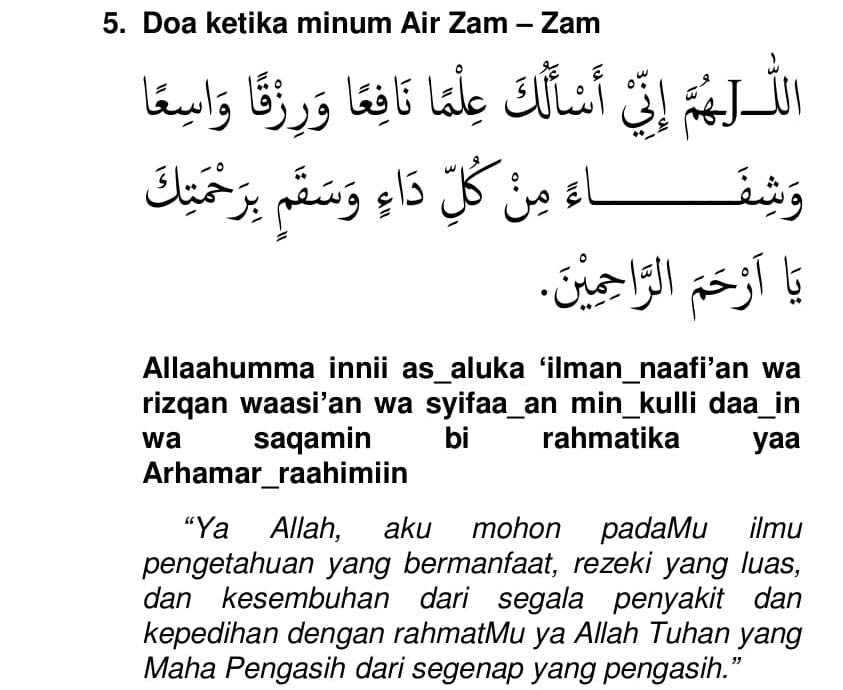 5. Doa ketika minum Air Zam – Zam
اللّٰـهُمَّ إِنِّيْ أَسْأَلُكَ عِلْمًا نَافِعًا وَرِزْقًا وَاسِعًا
وَشِفَـــــــــاءً مِنْ كُلِّ دَاءٍ وَسَقَمٍ بِرَحْمَتِكَ
يَا أَرْحَمَ الرَّاحِمِيْنَ.
Allaahumma innii as_aluka ‘ilman_naafi’an wa
rizqan waasi’an wa syifaa_an min_kulli daa_in
wa saqamin bi rahmatika yaa
Arhamar_raahimiin
“Ya Allah, aku mohon padaMu ilmu
pengetahuan yang bermanfaat, rezeki yang luas,
dan kesembuhan dari segala penyakit dan
kepedihan dengan rahmatMu ya Allah Tuhan yang
Maha Pengasih dari segenap yang pengasih.”